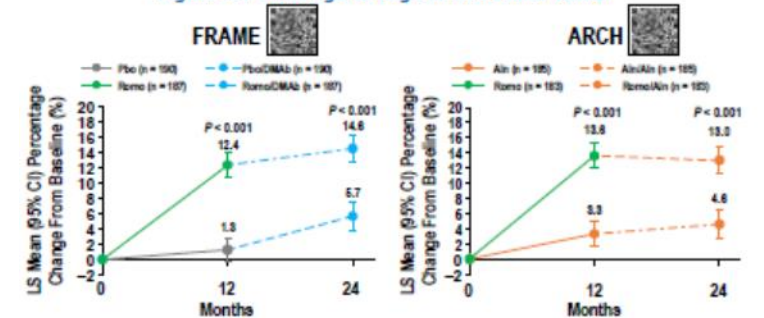 FRAME
Pbo (n = 190) Pbo/DMAb (n = 190)
Romo (n = 187) Romo/DMAb (n = 187)
LS Mean (95% CI) Percentage
Change From Baseline (%)
20
18
16
14
12
10
8
6
4
2
0
–2
P < 0.001
12.4
P < 0.001
14.6
1.3
5.7
0 12 24
Months
ARCH
Aln (n = 185) Aln/Aln (n = 185)
Romo (n = 183) Romo/Aln (n = 183)
LS Mean (95% CI) Percentage
Change From Baseline (%)
20
18
16
14
12
10
8
6
4
2
0
–2
P < 0.001
13.6
P < 0.001
13.0
3.3
4.6
0 12 24
Months